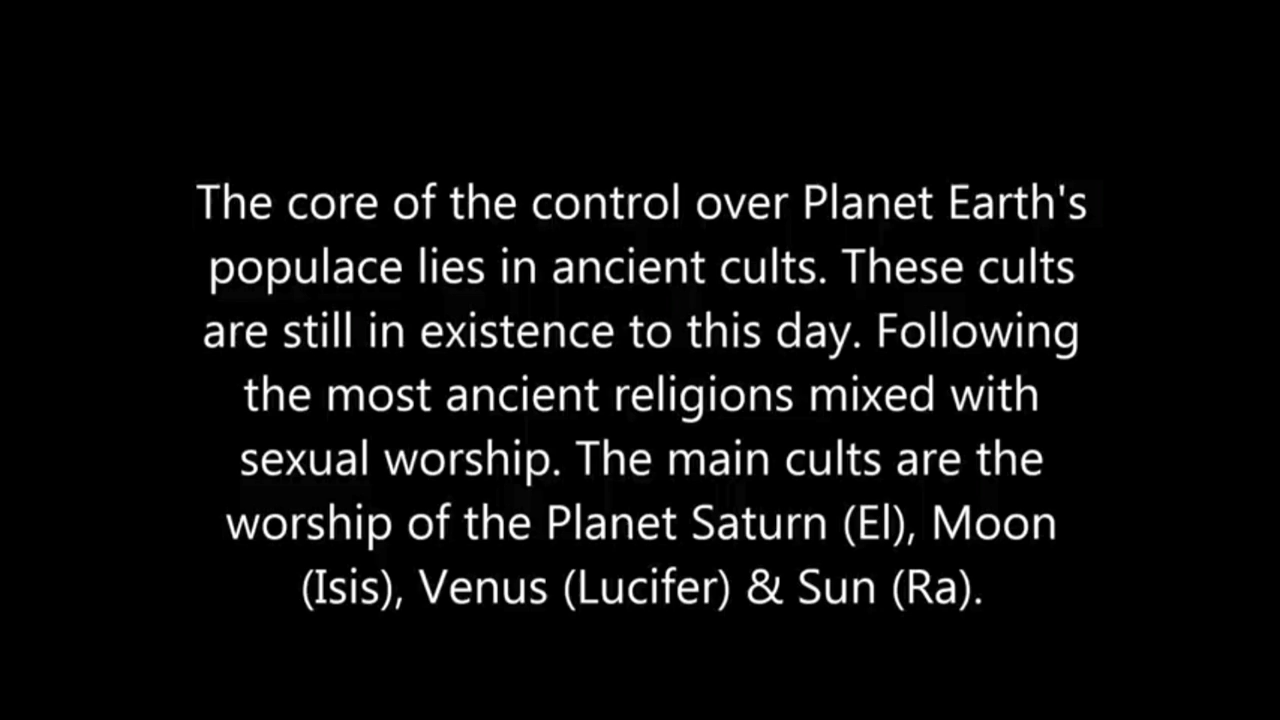 The core of the control over Planet Earth's
populace lies in ancient cults. These cults
are still in existence to this day. Following
the most ancient religions mixed with
sexual worship. The main cults are the
worship of the Planet Saturn (El), Moon
(Isis), Venus (Lucifer) & Sun (Ra).